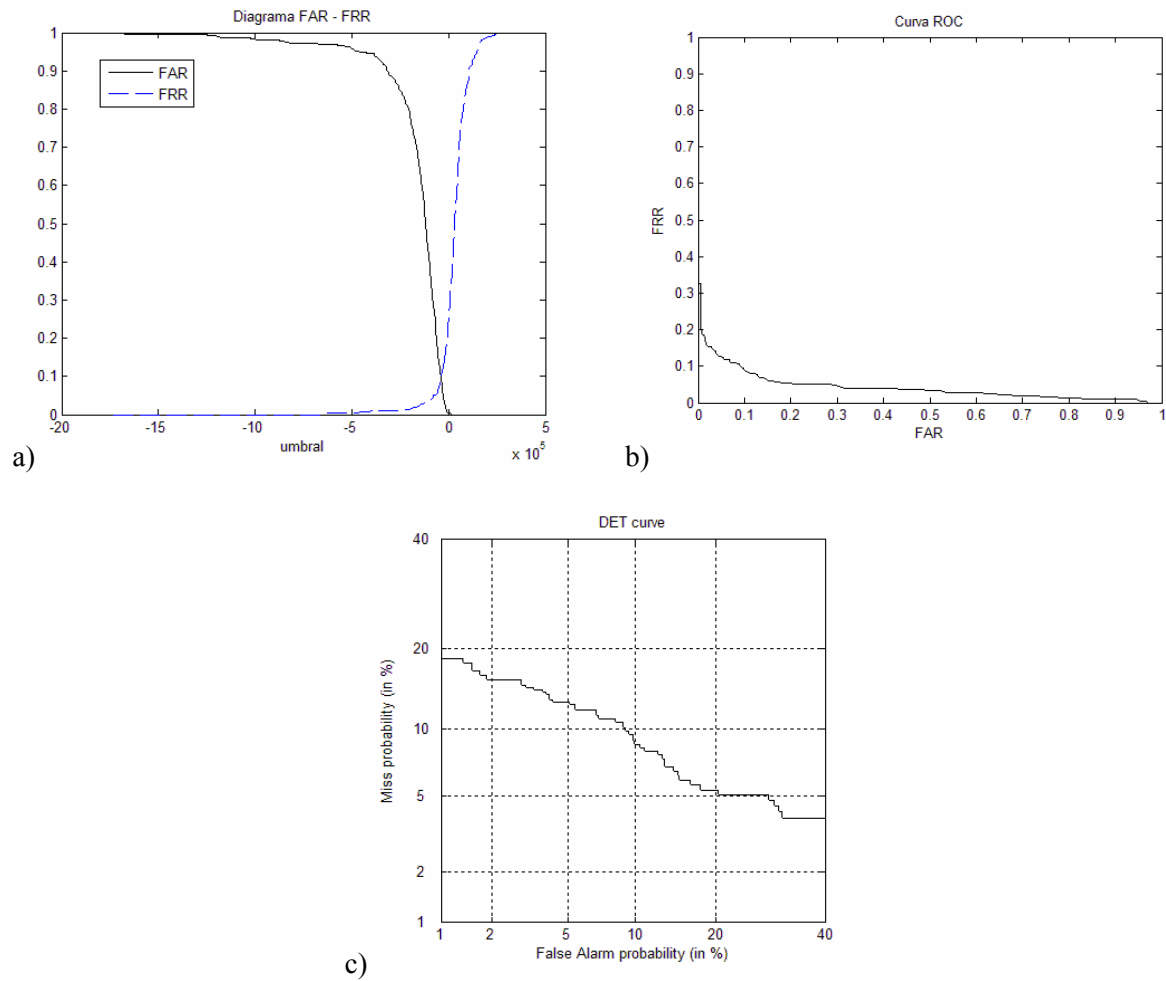 Diagrama FAR - FRR
1
0.9
0.8
0.7
0.6
0.5
0.4
0.3
0.2
0.1
0
FAR
FRR
-20 -15 -10 -5 0 5
umbral
x 10^5
a)
Curva ROC
1
0.9
0.8
0.7
0.6
0.5
0.4
0.3
0.2
0.1
0
FRR
0 0.1 0.2 0.3 0.4 0.5 0.6 0.7 0.8 0.9 1
FAR
b)
DET curve
40
20
10
5
2
1
Miss probability (in %)
1 2 5 10 20 40
False Alarm probability (in %)
c)